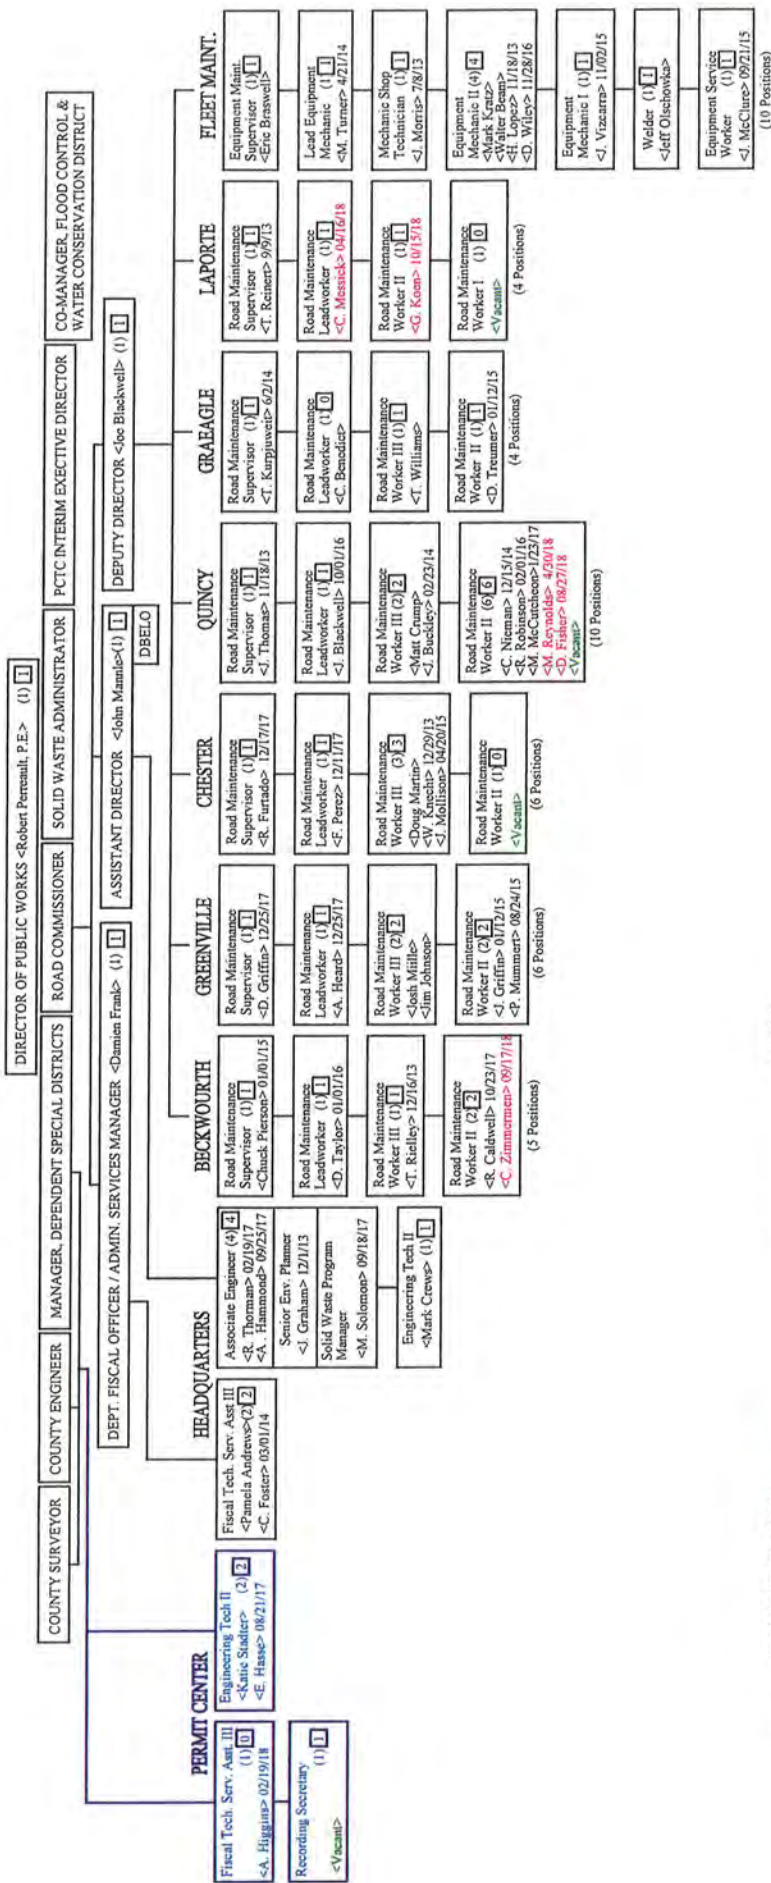 DIRECTOR OF PUBLIC WORKS <Robert Perreault, P.E.> (1) 1
COUNTY SURVEYOR
COUNTY ENGINEER
MANAGER, DEPENDENT SPECIAL DISTRICTS
ROAD COMMISSIONER
SOLID WASTE ADMINISTRATOR
PCTC INTERIM EXECTIVE DIRECTOR
CO-MANAGER, FLOOD CONTROL &
WATER CONSERVATION DISTRICT
DEPT. FISCAL OFFICER / ADMIN. SERVICES MANAGER <Damien Frank> (1) 1
ASSISTANT DIRECTOR <John Mannle>(1) 1
DEPUTY DIRECTOR <Joe Blackwell> (1) 1
DBELO
PERMIT CENTER
Fiscal Tech. Serv. Asst. III
(1) 0
<A. Higgins> 02/19/18
Recording Secretary
(1) 1
<Vacant>
Engineering Tech II
<Katie Stadter> (2) 2
<E. Hasse> 08/21/17
HEADQUARTERS
Fiscal Tech. Serv. Asst III
<Pamela Andrews>(2) 2
<C. Foster> 03/01/14
Associate Engineer (4) 4
<R. Thorman> 02/19/17
<A. Hammond> 09/25/17
Senior Env. Planner
<J. Graham> 12/1/13
Solid Waste Program
Manager
<M. Solomon> 09/18/17
Engineering Tech II
<Mark Crews> (1) 1
BECKWOURTH
Road Maintenance
Supervisor (1) 1
<Chuck Pierson> 01/01/15
Road Maintenance
Leadworker (1) 1
<D. Taylor> 01/01/16
Road Maintenance
Worker III (1) 1
<T. Rielley> 12/16/13
Road Maintenance
Worker II (2) 2
<R. Caldwell> 10/23/17
<C. Zimmermen> 09/17/18
(5 Positions)
GREENVILLE
Road Maintenance
Supervisor (1) 1
<D. Griffin> 12/25/17
Road Maintenance
Leadworker (1) 1
<A. Heard> 12/25/17
Road Maintenance
Worker III (2) 2
<Josh Miille>
<Jim Johnson>
Road Maintenance
Worker II (2) 2
<J. Griffin> 01/12/15
<P. Mummert> 08/24/15
(6 Positions)
CHESTER
Road Maintenance
Supervisor (1) 1
<R. Furtado> 12/17/17
Road Maintenance
Leadworker (1) 1
<F. Perez> 12/11/17
Road Maintenance
Worker III (3) 3
<Doug Martin>
<W. Knecht> 12/29/13
<J. Mollison> 04/20/15
Road Maintenance
Worker II (1) 0
<Vacant>
(6 Positions)
QUINCY
Road Maintenance
Supervisor (1) 1
<J. Thomas> 11/18/13
Road Maintenance
Leadworker (1) 1
<J. Blackwell> 10/01/16
Road Maintenance
Worker III (2) 2
<Matt Crump>
<J. Buckley> 02/23/14
Road Maintenance
Worker II (6) 6
<C. Nieman> 12/15/14
<R. Robinson> 02/01/16
<M. McCutcheon>1/23/17
<M. Reynolds> 4/30/18
<D. Fisher> 08/27/18
<Vacant>
(10 Positions)
GRAEAGLE
Road Maintenance
Supervisor (1) 1
<T. Kurpjuweit> 6/2/14
Road Maintenance
Leadworker (1) 0
<C. Benedict>
Road Maintenance
Worker III (1) 1
<T. Williams>
Road Maintenance
Worker II (1) 1
<D. Treumer> 01/12/15
(4 Positions)
LAPORTE
Road Maintenance
Supervisor (1) 1
<T. Reinert> 9/9/13
Road Maintenance
Leadworker (1) 1
<C. Messick> 04/16/18
Road Maintenance
Worker II (1) 1
<G. Koen> 10/15/18
Road Maintenance
Worker I (1) 0
<Vacant>
(4 Positions)
FLEET MAINT.
Equipment Maint.
Supervisor (1) 1
<Eric Braswell>
Lead Equipment
Mechanic (1) 1
<M. Turner> 4/21/14
Mechanic Shop
Technician (1) 1
<J. Morris> 7/8/13
Equipment
Mechanic II (4) 4
<Mark Kratz>
<Walter Beam>
<H. Lopez> 11/18/13
<D. Wiley> 11/28/16
Equipment
Mechanic I (1) 1
<J. Vizcarra> 11/02/15
Welder (1) 1
<Jeff Olschowka>
Equipment Service
Worker (1) 1
<J. McClure> 09/21/15
(10 Positions)